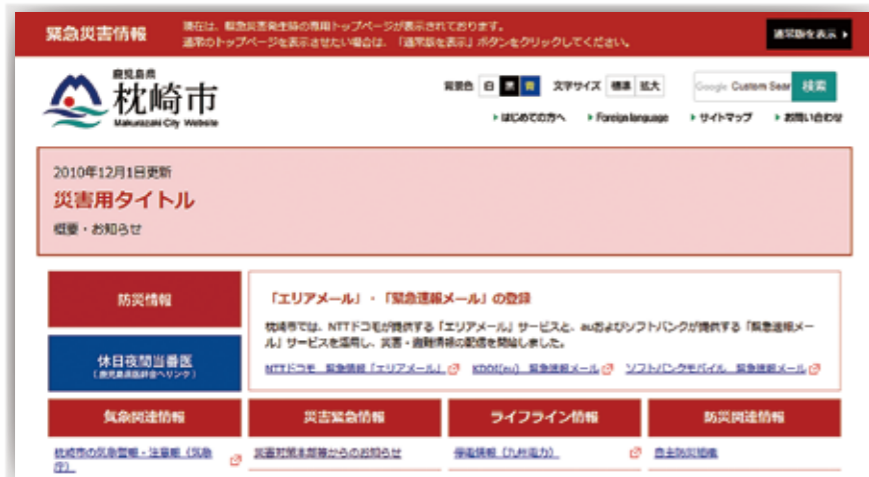 緊急災害情報
現在は、緊急災害発生時の専用トップページが表示されております。
通常のトップページを表示させたい場合は、「通常版を表示」ボタンをクリックしてください。
通常版を表示
鹿児島県
枕崎市
Makurazaki City Website
背景色 白 黒 青 文字サイズ 標準 拡大
Google Custom Sear 検索
はじめての方へ Foreign language サイトマップ お問い合わせ
2010年12月1日更新
災害用タイトル
概要・お知らせ
防災情報
休日夜間当番医
(鹿児島県医師会へリンク)
「エリアメール」・「緊急速報メール」の登録
枕崎市では、NTTドコモが提供する「エリアメール」サービスと、auおよびソフトバンクが提供する「緊急速報メー
ル」サービスを活用し、災害・避難情報の配信を開始しました。
NTTドコモ 緊急情報「エリアメール」 KDDI(au) 緊急速報メール ソフトバンクモバイル 緊急速報メール
気象関連情報 災害緊急情報 ライフライン情報 防災関連情報
枕崎市の気象警報・注意報(気象
庁)
災害対策本部等からのお知らせ
停電情報(九州電力)
自主防災組織